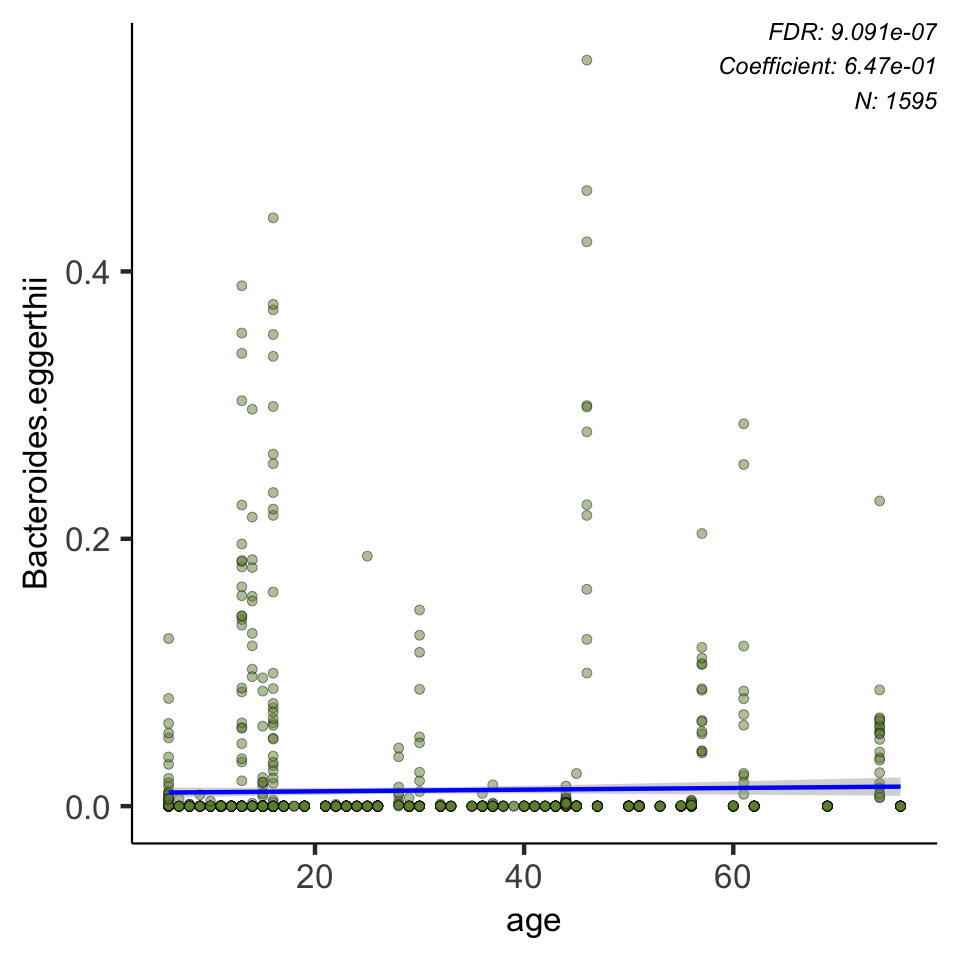 FDR: 9.091e-07
Coefficient: 6.47e-01
N: 1595
Bacteroides.eggerthii
0.4
0.2
0.0
20 40 60
age